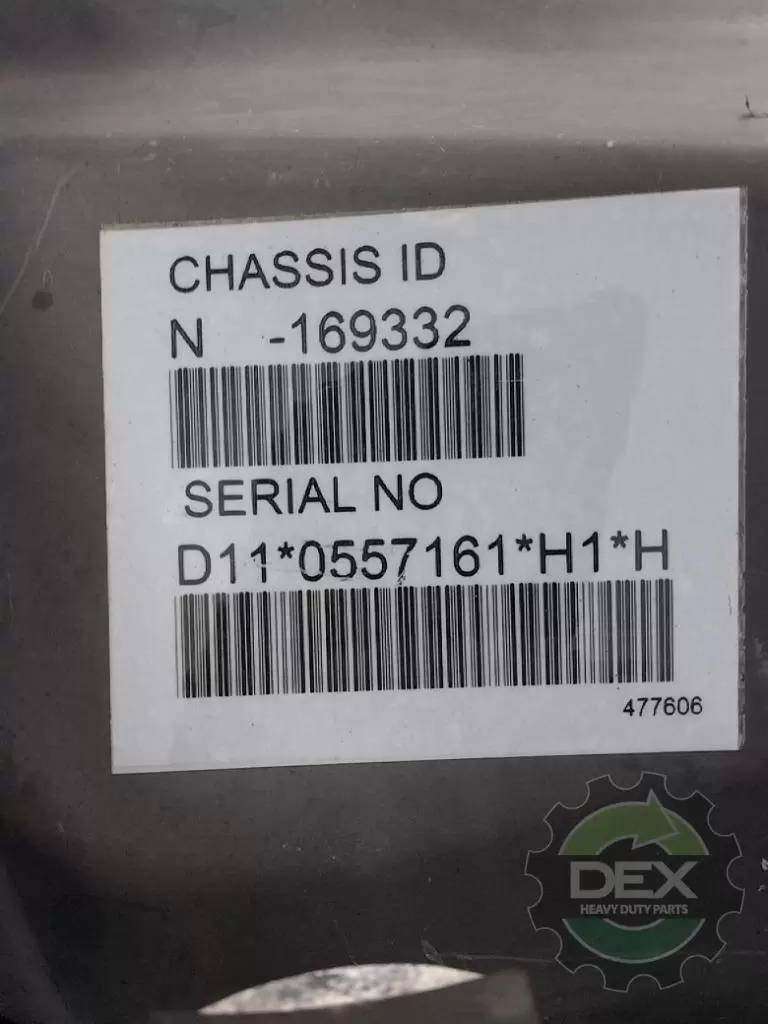 CHASSIS ID
N -169332
SERIAL NO
D11*0557161*H1*H
477606
DEX
HEAVY DUTY PARTS